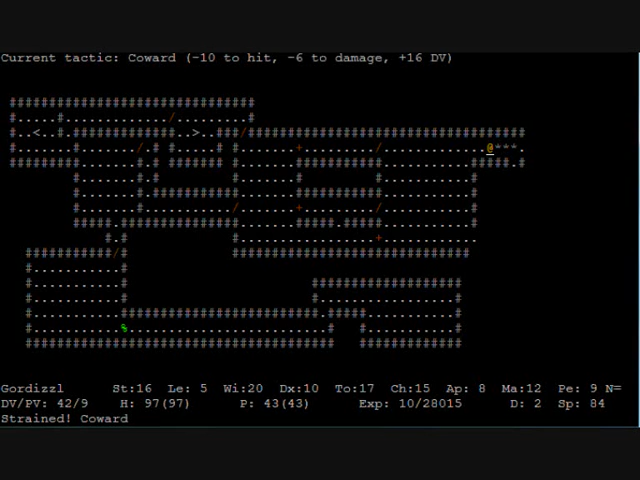 Current tactic: Coward (-10 to hit, -6 to damage, +16 DV)
Gordizzl St:16 Le: 5 Wi:20 Dx:10 To:17 Ch:15 Ap: 8 Ma:12 Pe: 9 N=
DV/PV: 42/9 H: 97(97) P: 43(43) Exp: 10/28015 D: 2 Sp: 84
Strained! Coward